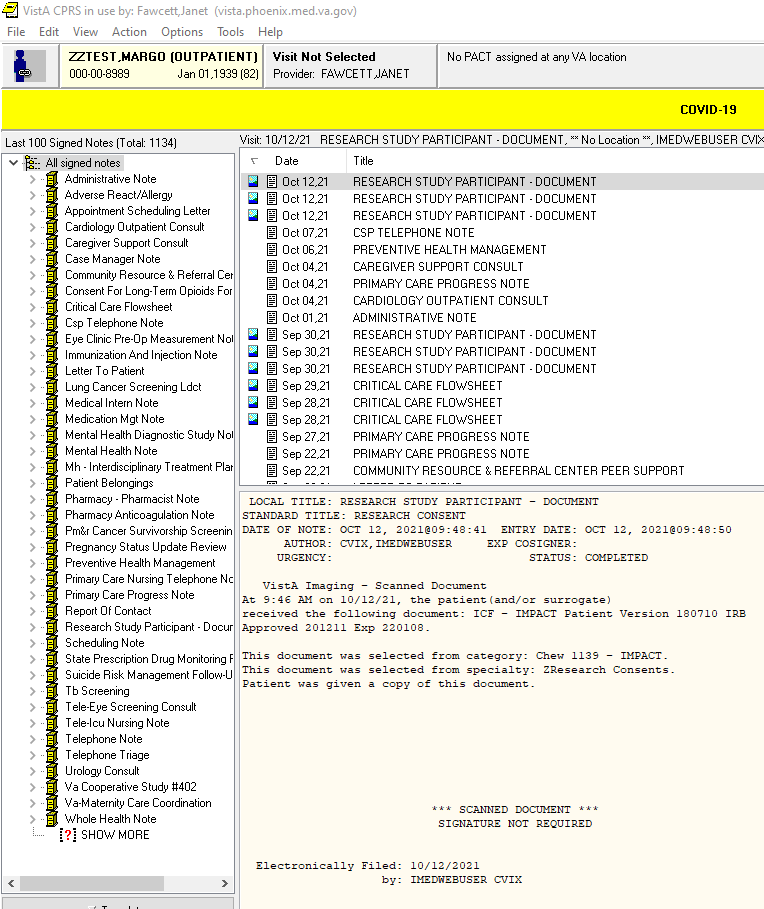 VistA CPRS in use by: Fawcett,Janet (vista.phoenix.med.va.gov)
File Edit View Action Options Tools Help
ZZTEST,MARGO (OUTPATIENT)
000-00-8989 Jan 01,1939 (82)
Visit Not Selected
Provider: FAWCETT,JANET
No PACT assigned at any VA location
COVID-19
Last 100 Signed Notes (Total: 1134)
All signed notes
Administrative Note
Adverse React/Allergy
Appointment Scheduling Letter
Cardiology Outpatient Consult
Caregiver Support Consult
Case Manager Note
Community Resource & Referral Cer
Consent For Long-Term Opioids For
Critical Care Flowsheet
Csp Telephone Note
Eye Clinic Pre-Op Measurement Not
Immunization And Injection Note
Letter To Patient
Lung Cancer Screening Ldct
Medical Intern Note
Medication Mgt Note
Mental Health Diagnostic Study Not
Mental Health Note
Mh - Interdisciplinary Treatment Plar
Patient Belongings
Pharmacy - Pharmacist Note
Pharmacy Anticoagulation Note
Pm&r Cancer Survivorship Screenin
Pregnancy Status Update Review
Preventive Health Management
Primary Care Nursing Telephone Nc
Primary Care Progress Note
Report Of Contact
Research Study Participant - Docur
Scheduling Note
State Prescription Drug Monitoring F
Suicide Risk Management Follow-U
Tb Screening
Tele-Eye Screening Consult
Tele-Icu Nursing Note
Telephone Note
Telephone Triage
Urology Consult
Va Cooperative Study #402
Va-Maternity Care Coordination
Whole Health Note
SHOW MORE
Visit: 10/12/21 RESEARCH STUDY PARTICIPANT - DOCUMENT, ** No Location **, IMEDWEBUSER CVIX
Date Title
Oct 12,21 RESEARCH STUDY PARTICIPANT - DOCUMENT
Oct 12,21 RESEARCH STUDY PARTICIPANT - DOCUMENT
Oct 12,21 RESEARCH STUDY PARTICIPANT - DOCUMENT
Oct 07,21 CSP TELEPHONE NOTE
Oct 06,21 PREVENTIVE HEALTH MANAGEMENT
Oct 04,21 CAREGIVER SUPPORT CONSULT
Oct 04,21 PRIMARY CARE PROGRESS NOTE
Oct 04,21 CARDIOLOGY OUTPATIENT CONSULT
Oct 01,21 ADMINISTRATIVE NOTE
Sep 30,21 RESEARCH STUDY PARTICIPANT - DOCUMENT
Sep 30,21 RESEARCH STUDY PARTICIPANT - DOCUMENT
Sep 30,21 RESEARCH STUDY PARTICIPANT - DOCUMENT
Sep 29,21 CRITICAL CARE FLOWSHEET
Sep 28,21 CRITICAL CARE FLOWSHEET
Sep 28,21 CRITICAL CARE FLOWSHEET
Sep 27,21 PRIMARY CARE PROGRESS NOTE
Sep 22,21 PRIMARY CARE PROGRESS NOTE
Sep 22,21 COMMUNITY RESOURCE & REFERRAL CENTER PEER SUPPORT
LOCAL TITLE: RESEARCH STUDY PARTICIPANT - DOCUMENT
STANDARD TITLE: RESEARCH CONSENT
DATE OF NOTE: OCT 12, 2021@09:48:41 ENTRY DATE: OCT 12, 2021@09:48:50
AUTHOR: CVIX,IMEDWEBUSER EXP COSIGNER:
URGENCY: STATUS: COMPLETED
VistA Imaging - Scanned Document
At 9:46 AM on 10/12/21, the patient(and/or surrogate)
received the following document: ICF - IMPACT Patient Version 180710 IRB
Approved 201211 Exp 220108.
This document was selected from category: Chew 1139 - IMPACT.
This document was selected from specialty: ZResearch Consents.
Patient was given a copy of this document.
*** SCANNED DOCUMENT ***
SIGNATURE NOT REQUIRED
Electronically Filed: 10/12/2021
by: IMEDWEBUSER CVIX